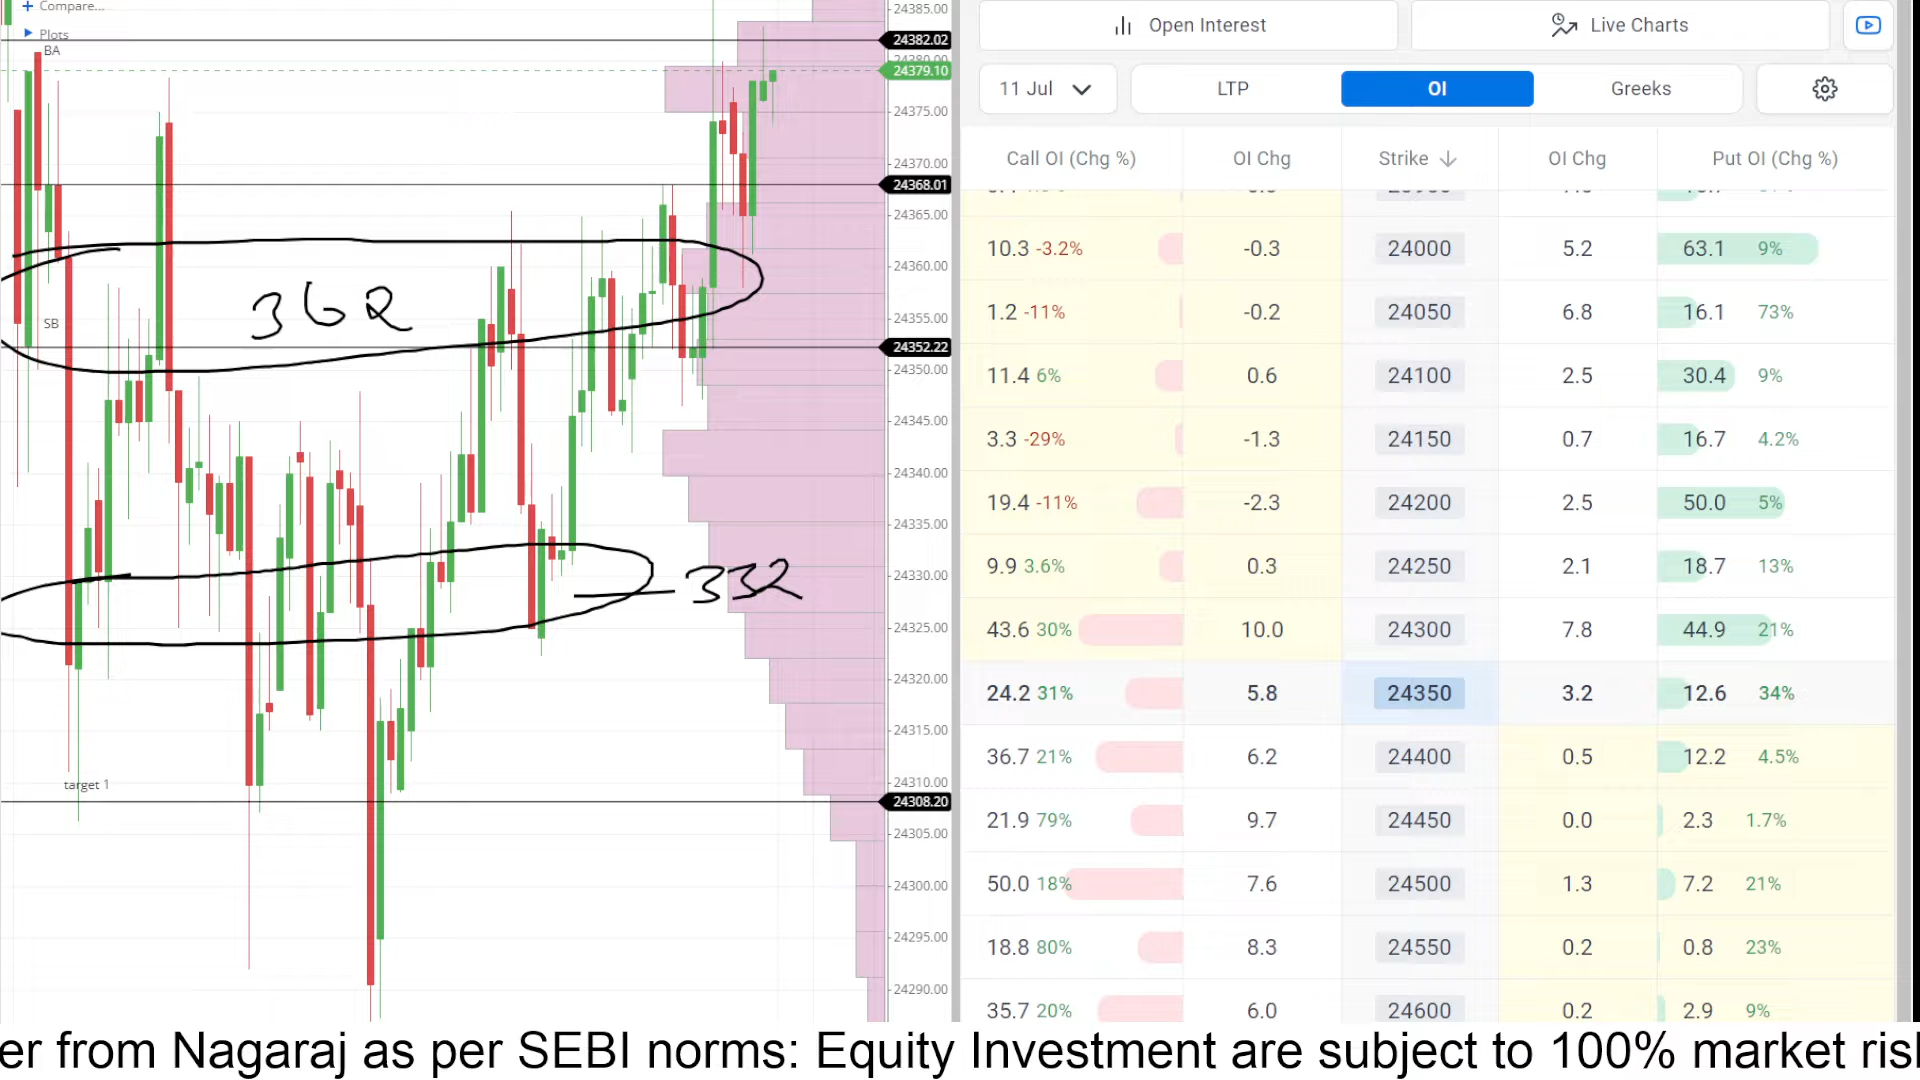 Compare...
Plots
BA
SB
362
332
target 1
24385.00
24382.02
24380.00
24379.10
24375.00
24370.00
24368.01
24365.00
24360.00
24355.00
24352.22
24350.00
24345.00
24340.00
24335.00
24330.00
24325.00
24320.00
24315.00
24310.00
24308.20
24305.00
24300.00
24295.00
24290.00
Open Interest Live Charts
11 Jul LTP OI Greeks
Call OI (Chg %) OI Chg Strike OI Chg Put OI (Chg %)
10.3 -3.2% -0.3 24000 5.2 63.1 9%
1.2 -11% -0.2 24050 6.8 16.1 73%
11.4 6% 0.6 24100 2.5 30.4 9%
3.3 -29% -1.3 24150 0.7 16.7 4.2%
19.4 -11% -2.3 24200 2.5 50.0 5%
9.9 3.6% 0.3 24250 2.1 18.7 13%
43.6 30% 10.0 24300 7.8 44.9 21%
24.2 31% 5.8 24350 3.2 12.6 34%
36.7 21% 6.2 24400 0.5 12.2 4.5%
21.9 79% 9.7 24450 0.0 2.3 1.7%
50.0 18% 7.6 24500 1.3 7.2 21%
18.8 80% 8.3 24550 0.2 0.8 23%
35.7 20% 6.0 24600 0.2 2.9 9%
er from Nagaraj as per SEBI norms: Equity Investment are subject to 100% market ris